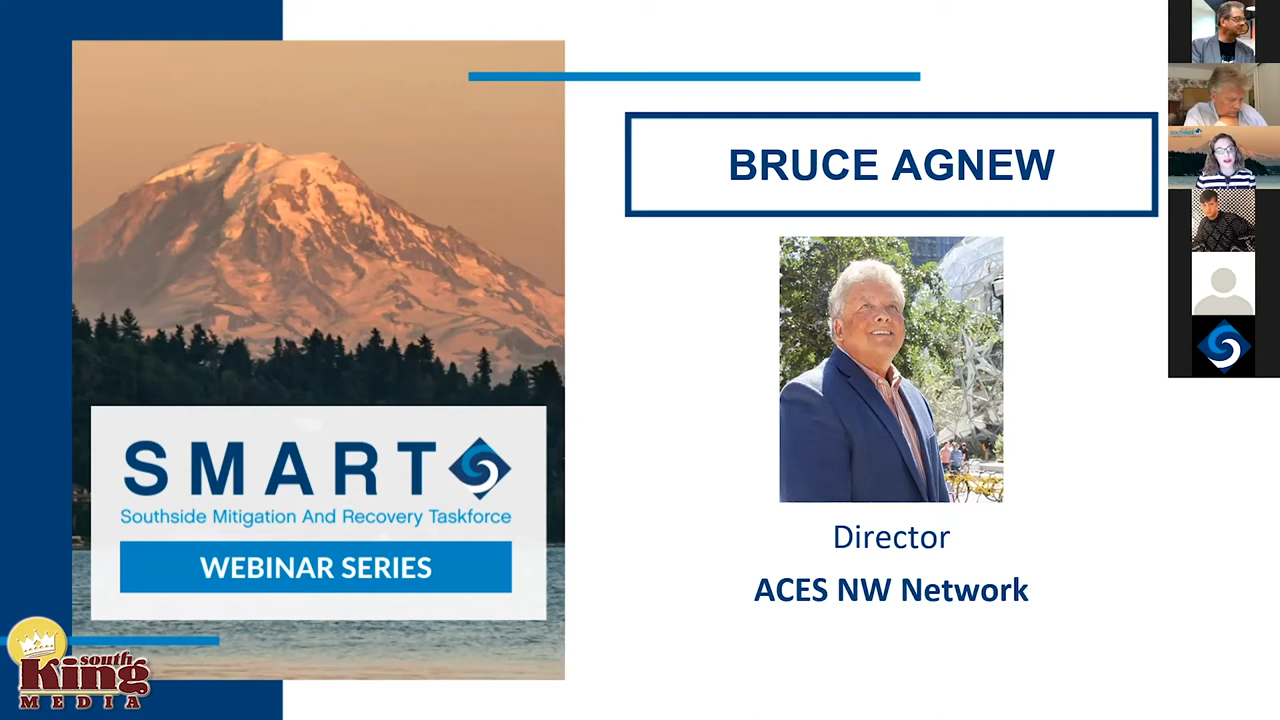 BRUCE AGNEW
SMART
Southside Mitigation And Recovery Taskforce
WEBINAR SERIES
Director
ACES NW Network
south
King
MEDIA